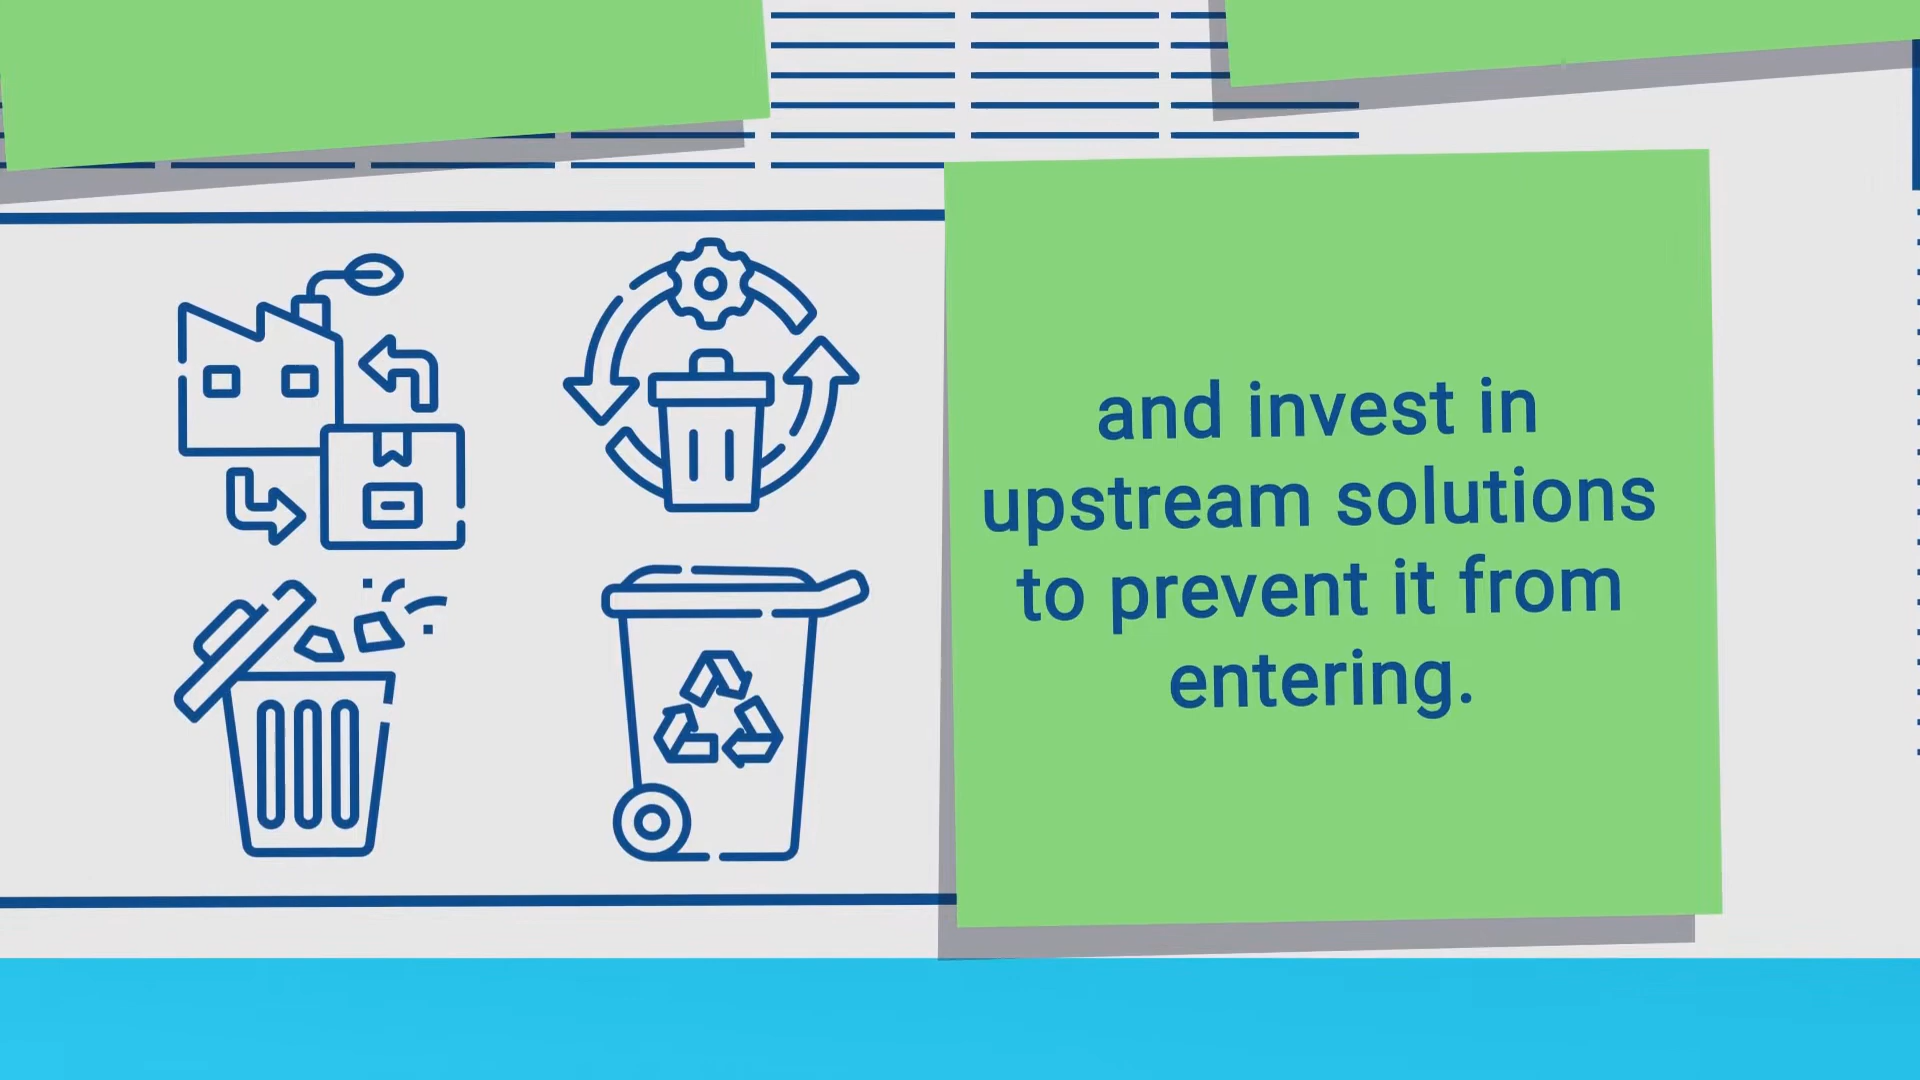 and invest in
upstream solutions
to prevent it from
entering.